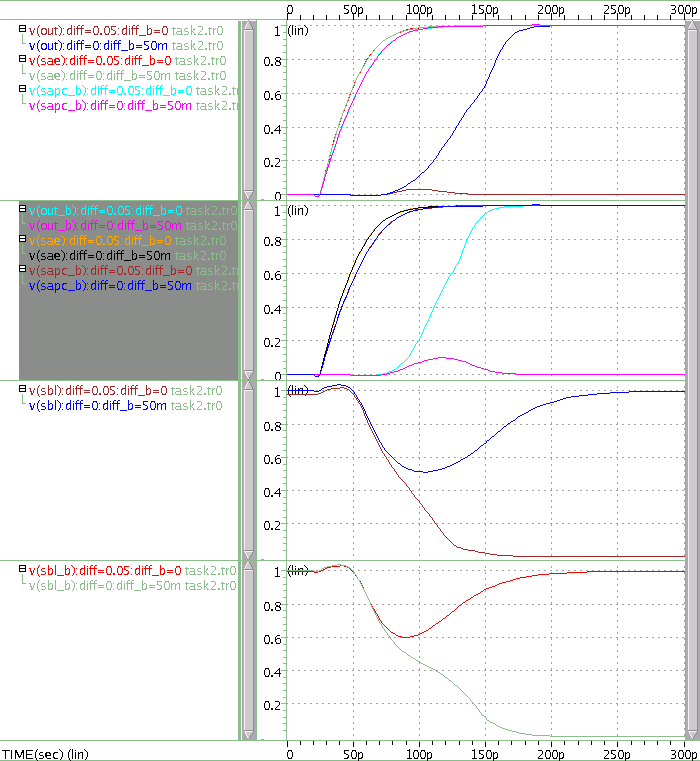 0 50p 100p 150p 200p 250p 300p
v(out):diff=0.05:diff_b=0 task2.tr0
v(out):diff=0:diff_b=50m task2.tr0
v(sae):diff=0.05:diff_b=0 task2.tr0
v(sae):diff=0:diff_b=50m task2.tr0
v(sapc_b):diff=0.05:diff_b=0 task2.tr
v(sapc_b):diff=0:diff_b=50m task2.t
1 (lin)
0.8
0.6
0.4
0.2
0
v(out_b):diff=0.05:diff_b=0 task2.tr0
v(out_b):diff=0:diff_b=50m task2.tr0
v(sae):diff=0.05:diff_b=0 task2.tr0
v(sae):diff=0:diff_b=50m task2.tr0
v(sapc_b):diff=0.05:diff_b=0 task2.tr
v(sapc_b):diff=0:diff_b=50m task2.t
1 (lin)
0.8
0.6
0.4
0.2
0
v(sbl):diff=0.05:diff_b=0 task2.tr0
v(sbl):diff=0:diff_b=50m task2.tr0
1 (lin)
0.8
0.6
0.4
0.2
v(sbl_b):diff=0.05:diff_b=0 task2.tr0
v(sbl_b):diff=0:diff_b=50m task2.tr0
1 (lin)
0.8
0.6
0.4
0.2
TIME(sec) (lin)
0 50p 100p 150p 200p 250p 300p